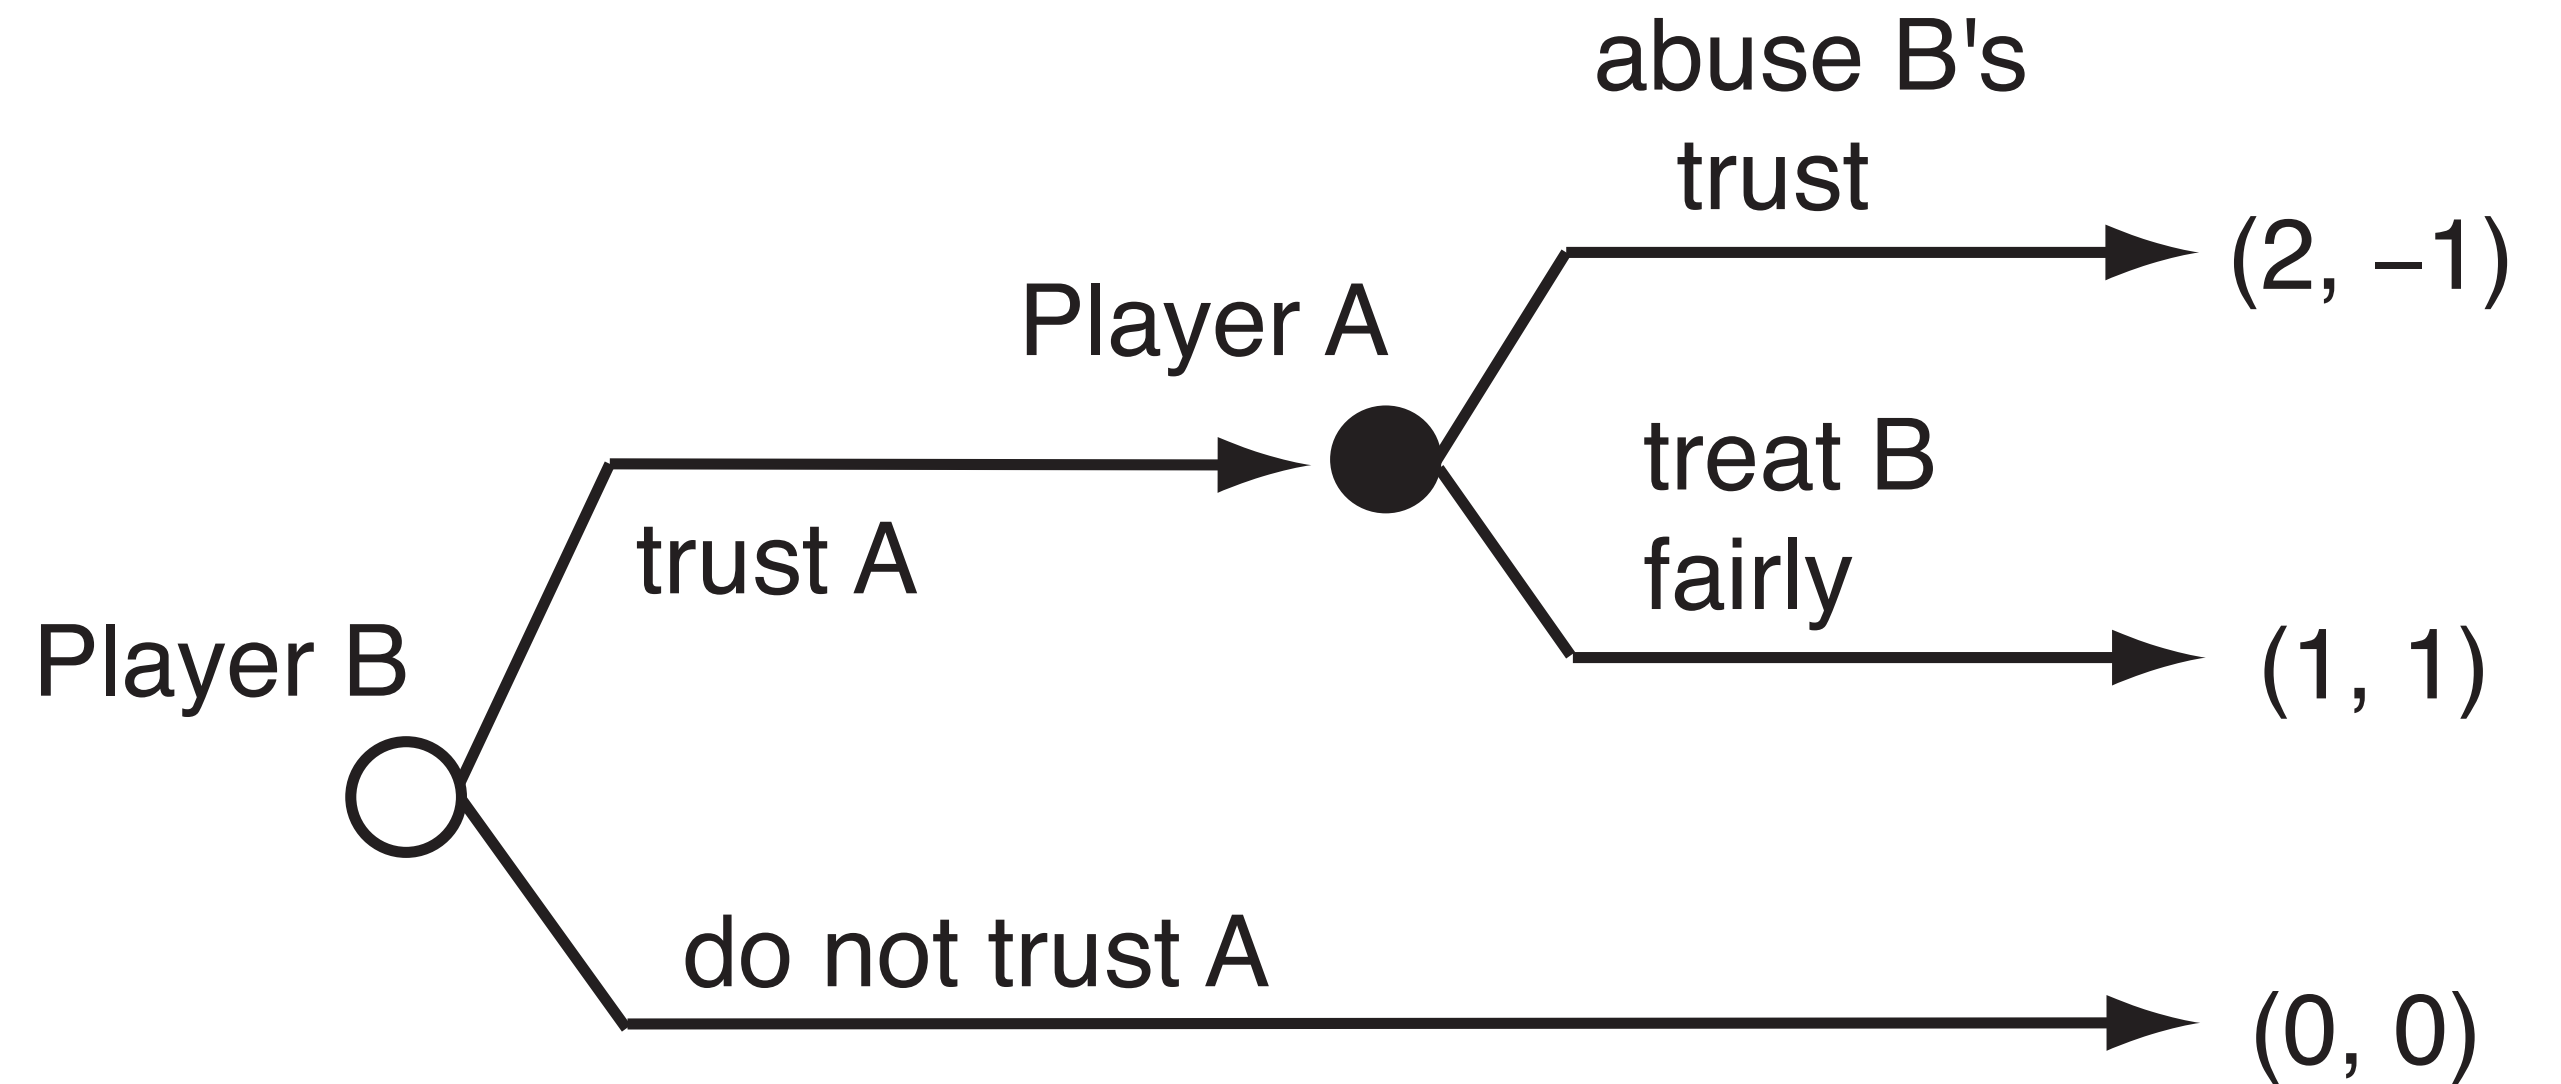 abuse B's
trust
(2, –1)
Player A
treat B
fairly
trust A
Player B
(1, 1)
do not trust A
(0, 0)